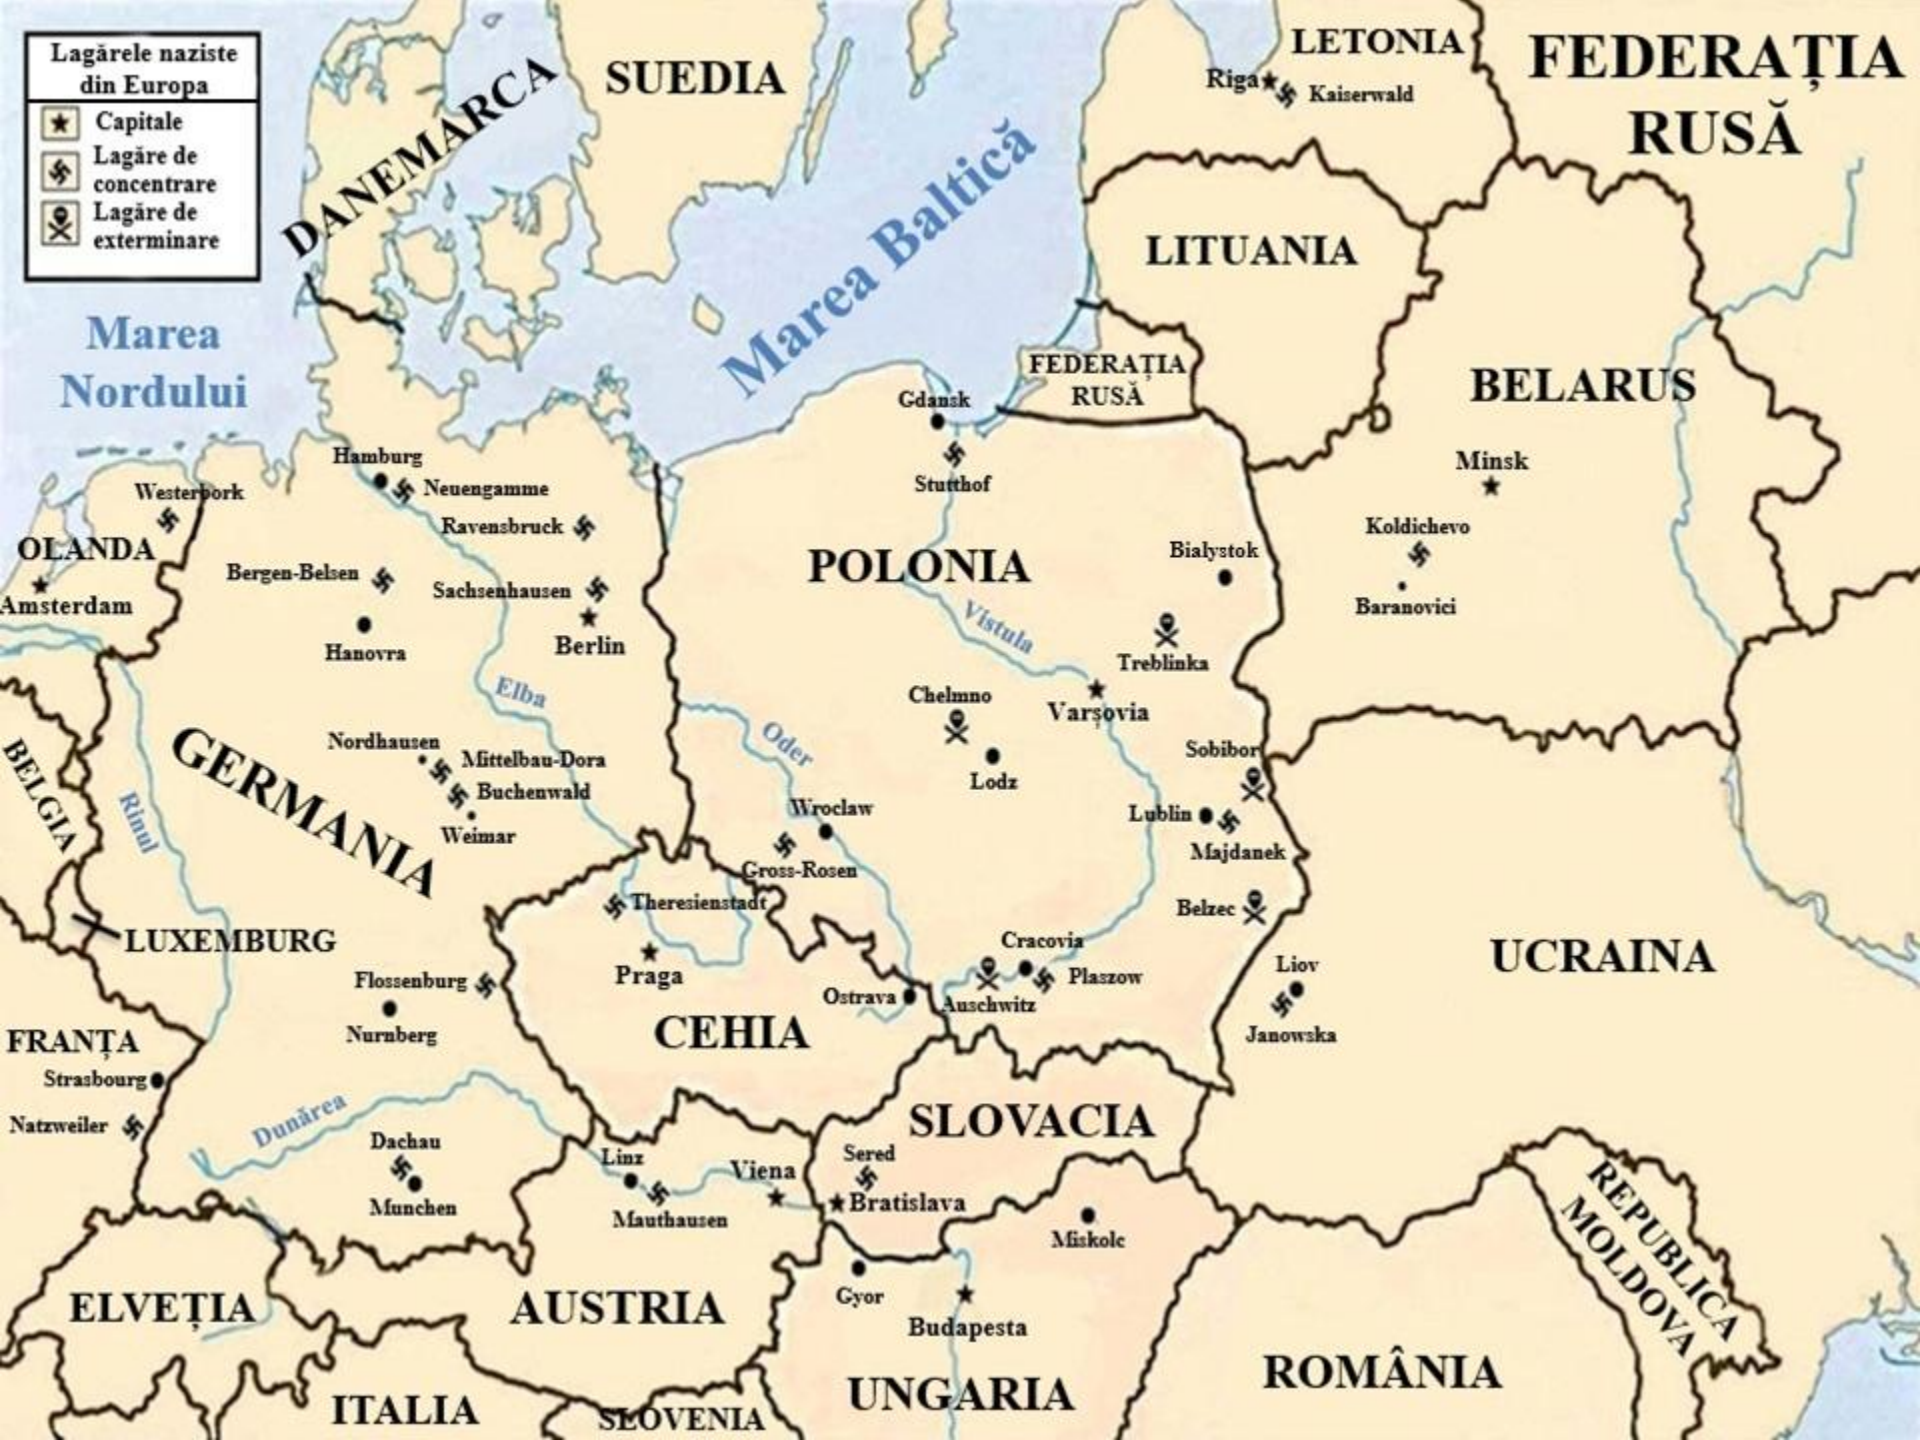 Lagărele naziste
din Europa
Capitale
Lagăre de
concentrare
Lagăre de
exterminare
DANEMARCA
SUEDIA
LETONIA
Riga
Kaiserwald
FEDERAȚIA
RUSĂ
Marea Baltică
LITUANIA
Marea
Nordului
FEDERAȚIA
RUSĂ
BELARUS
Gdansk
Stutthof
Minsk
Koldichevo
Baranovici
Hamburg
Neuengamme
Westerbork
Ravensbruck
OLANDA
Amsterdam
Bergen-Belsen
Sachsenhausen
Hanovra
Berlin
POLONIA
Bialystok
Vistula
Treblinka
Elba
Chelmno
Varșovia
Oder
Lodz
Sobibor
Nordhausen
Mittelbau-Dora
Buchenwald
Weimar
BELGIA
Rinul
GERMANIA
Wroclaw
Gross-Rosen
Lublin
Majdanek
Belzec
Theresienstadt
LUXEMBURG
Praga
Cracovia
Plaszow
Auschwitz
Ostrava
Liov
Janowska
UCRAINA
Flossenburg
Nurnberg
CEHIA
FRANȚA
Strasbourg
Natzweiler
Dunărea
Dachau
Munchen
SLOVACIA
Linz
Mauthausen
Viena
Sered
Bratislava
Miskolc
REPUBLICA
MOLDOVA
Gyor
Budapesta
ELVEȚIA
AUSTRIA
UNGARIA
ROMÂNIA
ITALIA
SLOVENIA